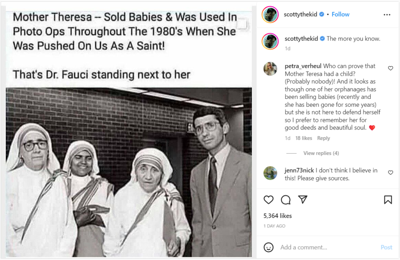 Mother Theresa -- Sold Babies & Was Used In
Photo Ops Throughout The 1980's When She
Was Pushed On Us As A Saint!
That's Dr. Fauci standing next to her
scottythekid • Follow
scottythekid The more you know.
1d
petra_verheul Who can prove that
Mother Teresa had a child?
(Probably nobody)! And it looks as
though one of her orphanages has
been selling babies (recently and
she has been gone for some years)
but she is not here to defend herself
so I prefer to remember her for
good deeds and beautiful soul. ❤️
1d 18 likes Reply
View replies (4)
jenn73nick I don't think I believe in
this! Please give sources.
5,364 likes
1 DAY AGO
Add a comment...
Post